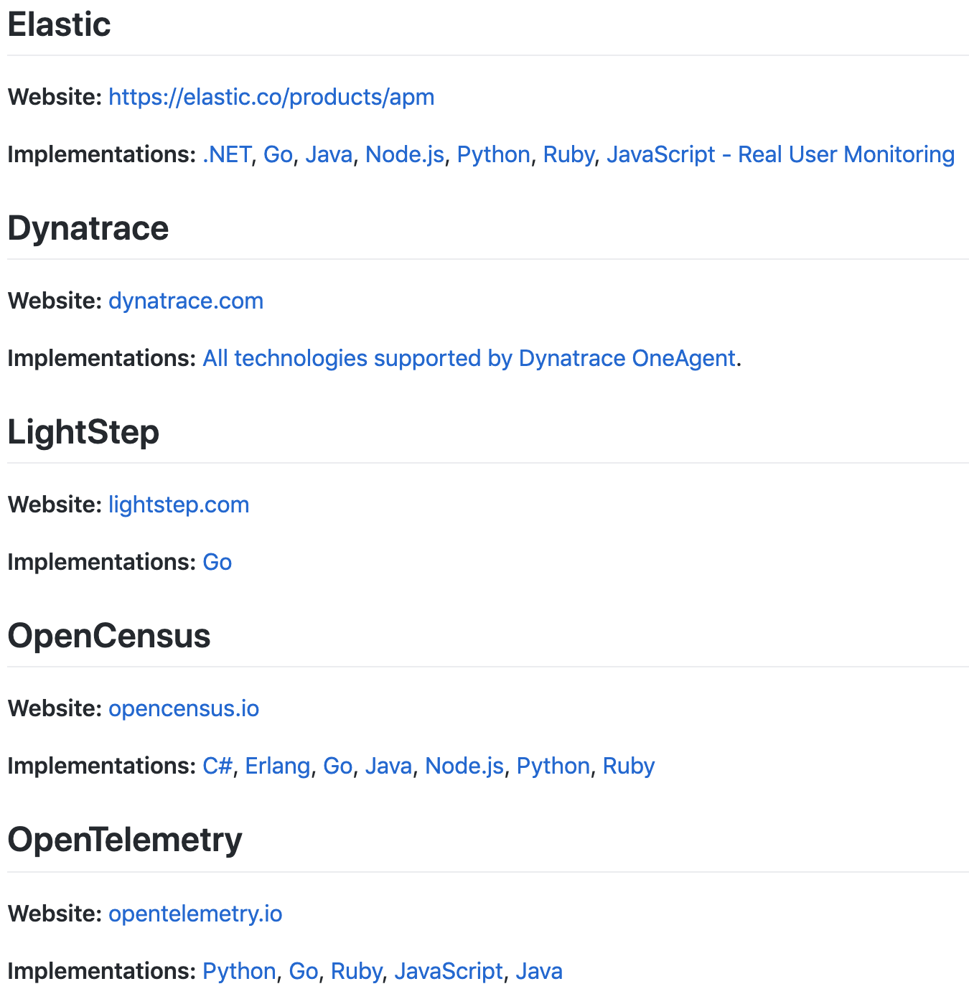 Elastic
Website: https://elastic.co/products/apm
Implementations: .NET, Go, Java, Node.js, Python, Ruby, JavaScript - Real User Monitoring
Dynatrace
Website: dynatrace.com
Implementations: All technologies supported by Dynatrace OneAgent.
LightStep
Website: lightstep.com
Implementations: Go
OpenCensus
Website: opencensus.io
Implementations: C#, Erlang, Go, Java, Node.js, Python, Ruby
OpenTelemetry
Website: opentelemetry.io
Implementations: Python, Go, Ruby, JavaScript, Java